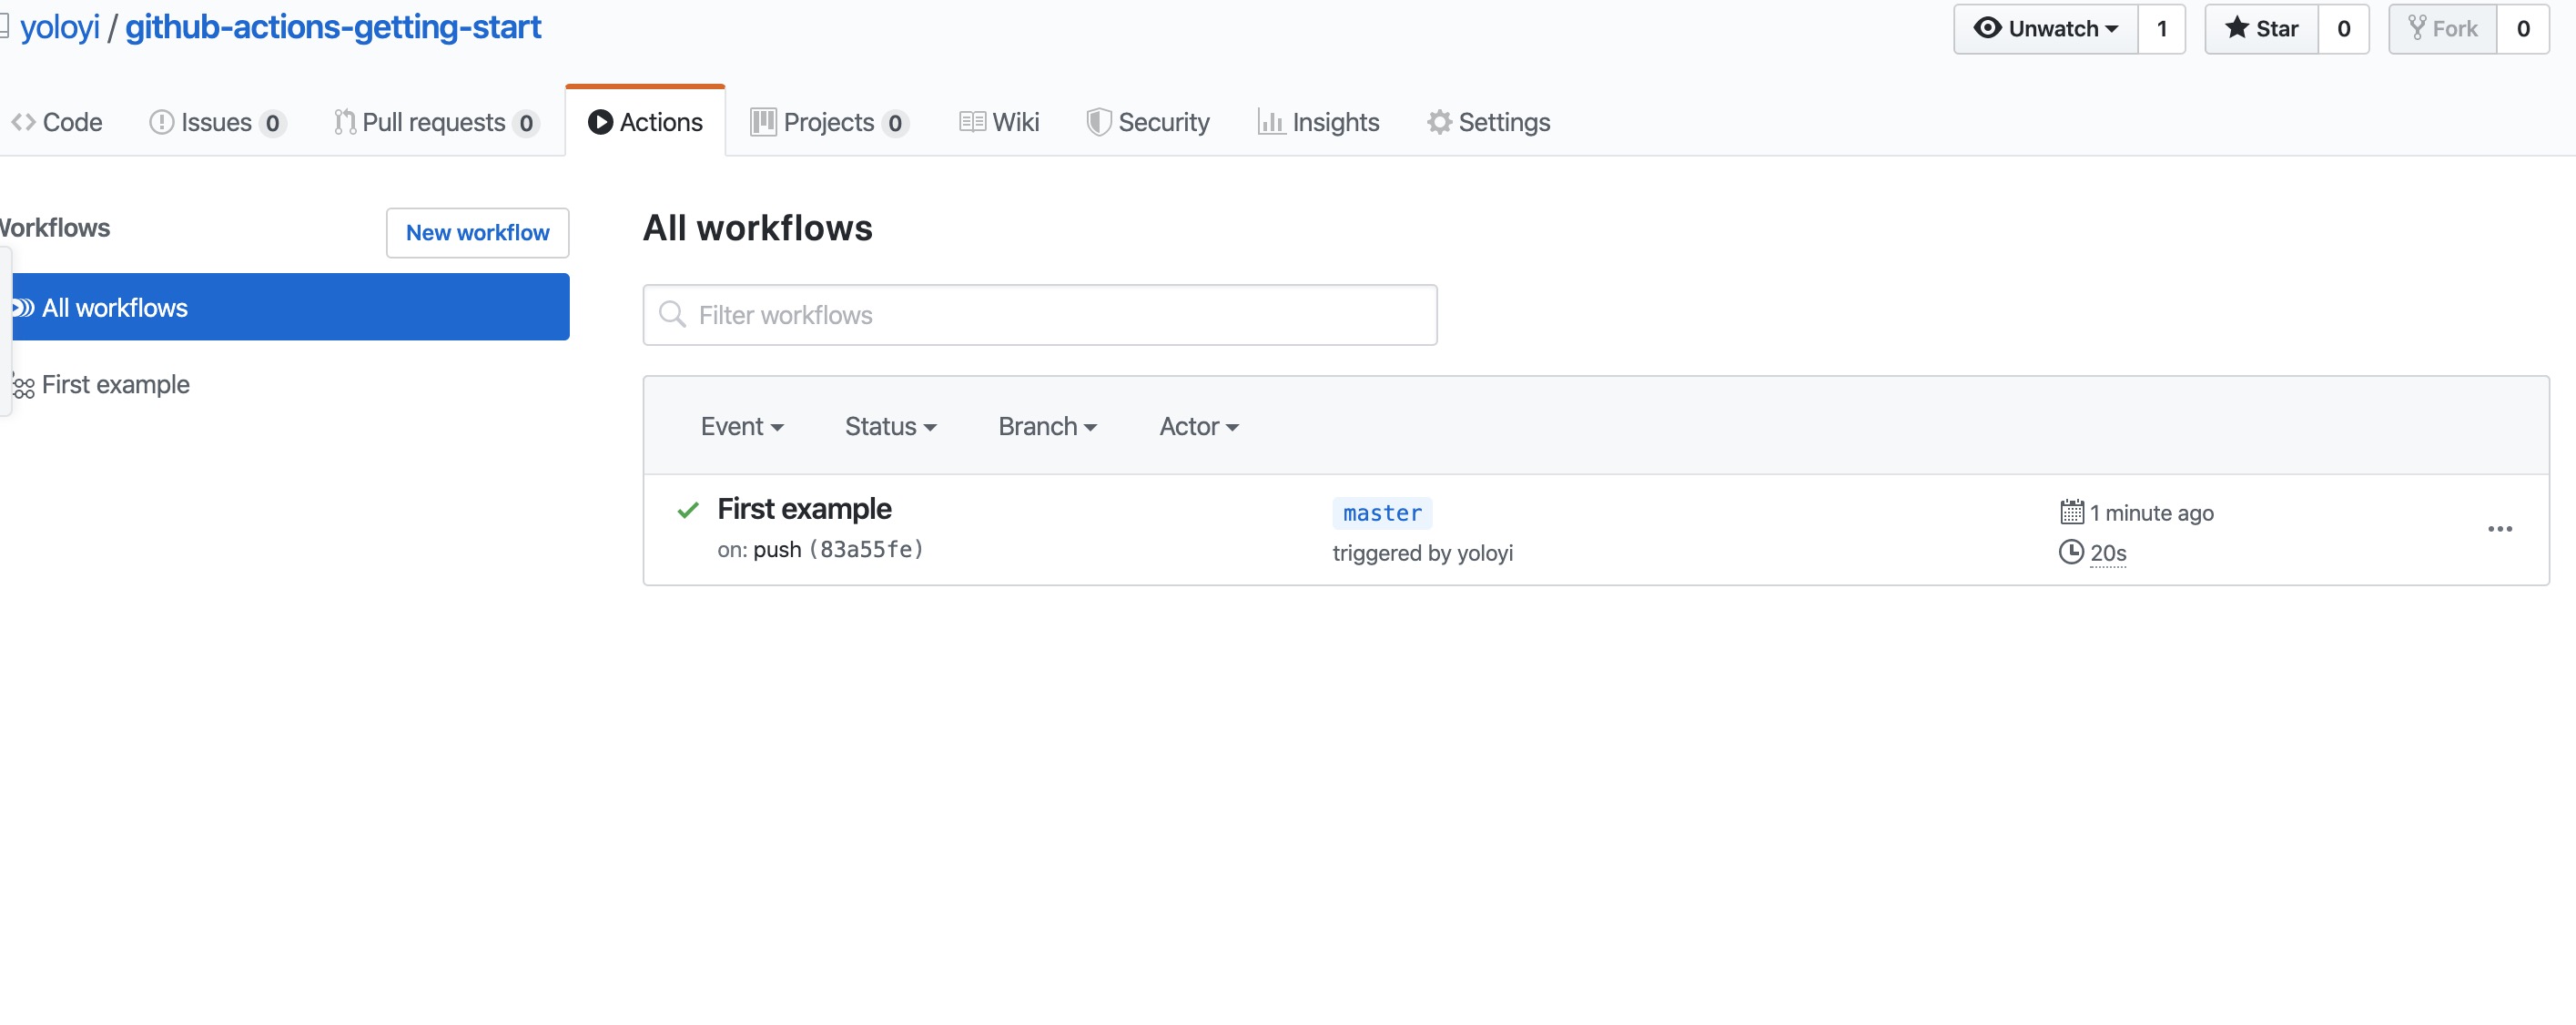 yoloyi / github-actions-getting-start
Unwatch 1 Star 0 Fork 0
Code Issues 0 Pull requests 0 Actions Projects 0 Wiki Security Insights Settings
Workflows New workflow
All workflows
First example
All workflows
Filter workflows
Event Status Branch Actor
First example master 1 minute ago
on: push (83a55fe) triggered by yoloyi 20s